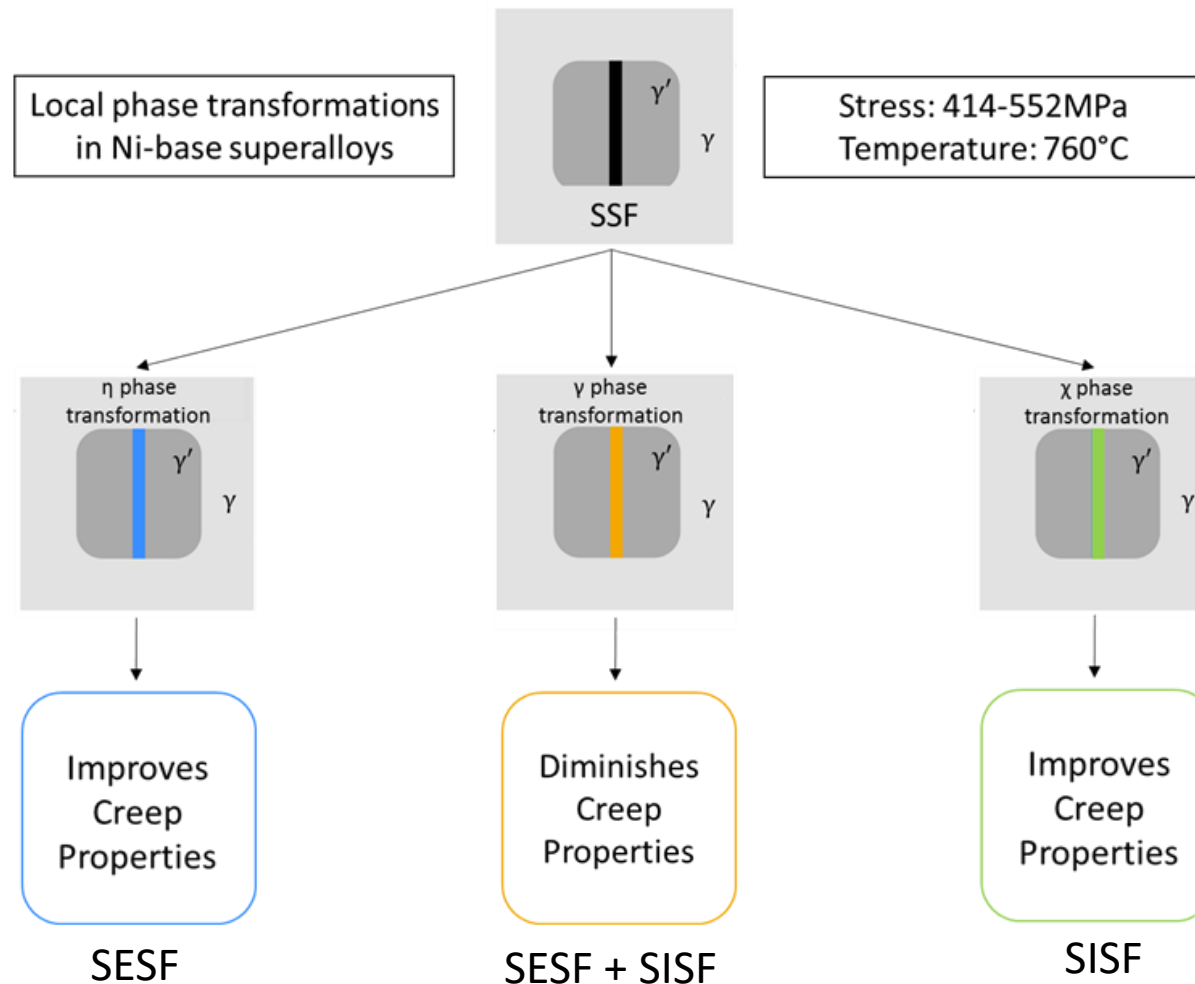 Local phase transformations
in Ni-base superalloys
γ′
γ
SSF
Stress: 414-552MPa
Temperature: 760°C
η phase
transformation
γ′
γ
γ phase
transformation
γ′
γ
χ phase
transformation
γ′
γ
Improves
Creep
Properties
Diminishes
Creep
Properties
Improves
Creep
Properties
SESF
SESF + SISF
SISF